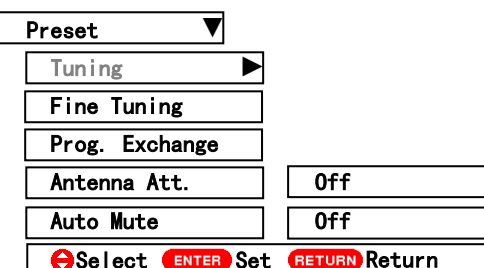 Preset ▼
Tuning ▶
Fine Tuning
Prog. Exchange
Antenna Att. Off
Auto Mute Off
Select ENTER Set RETURN Return